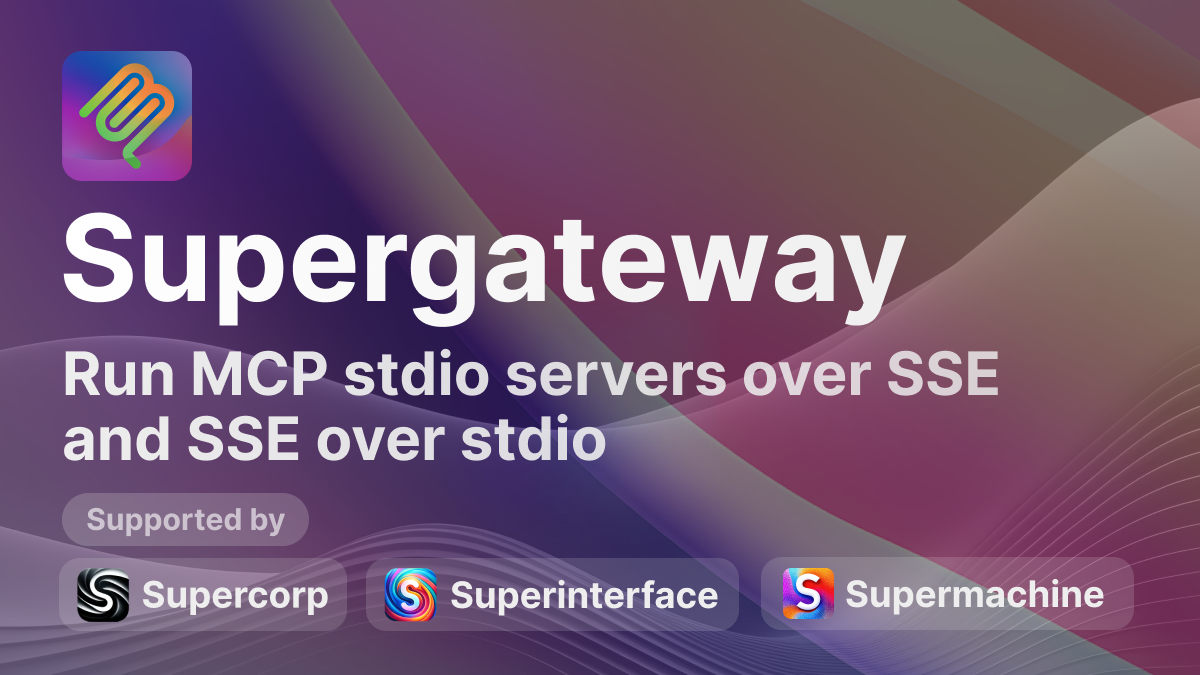 Supergateway
Run MCP stdio servers over SSE
and SSE over stdio
Supported by
Supercorp
Superinterface
Supermachine